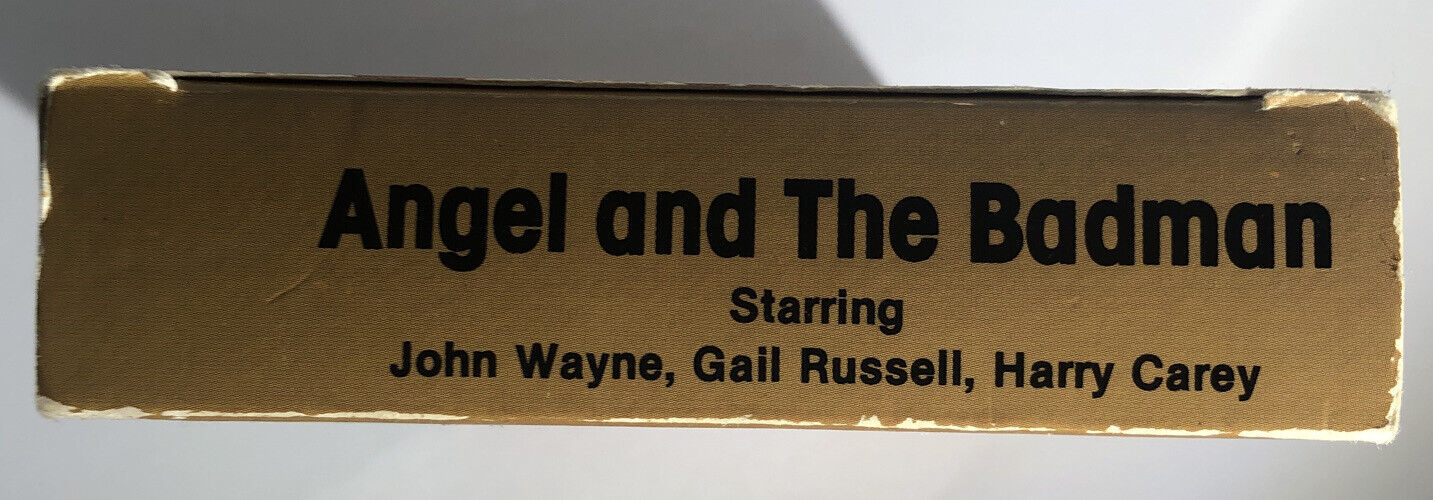 Angel and The Badman
Starring
John Wayne, Gail Russell, Harry Carey